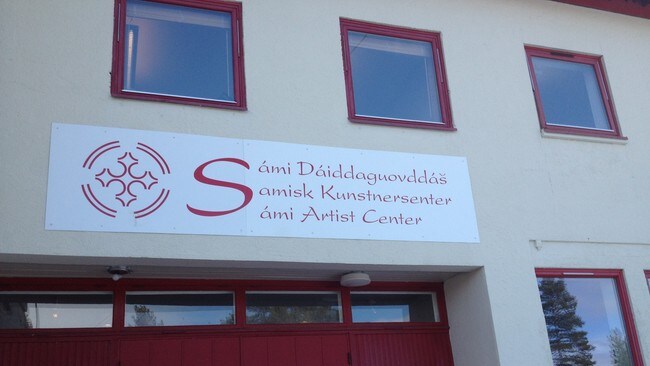 Sámi Dáiddaguovddáš
Samisk Kunstnersenter
Sámi Artist Center